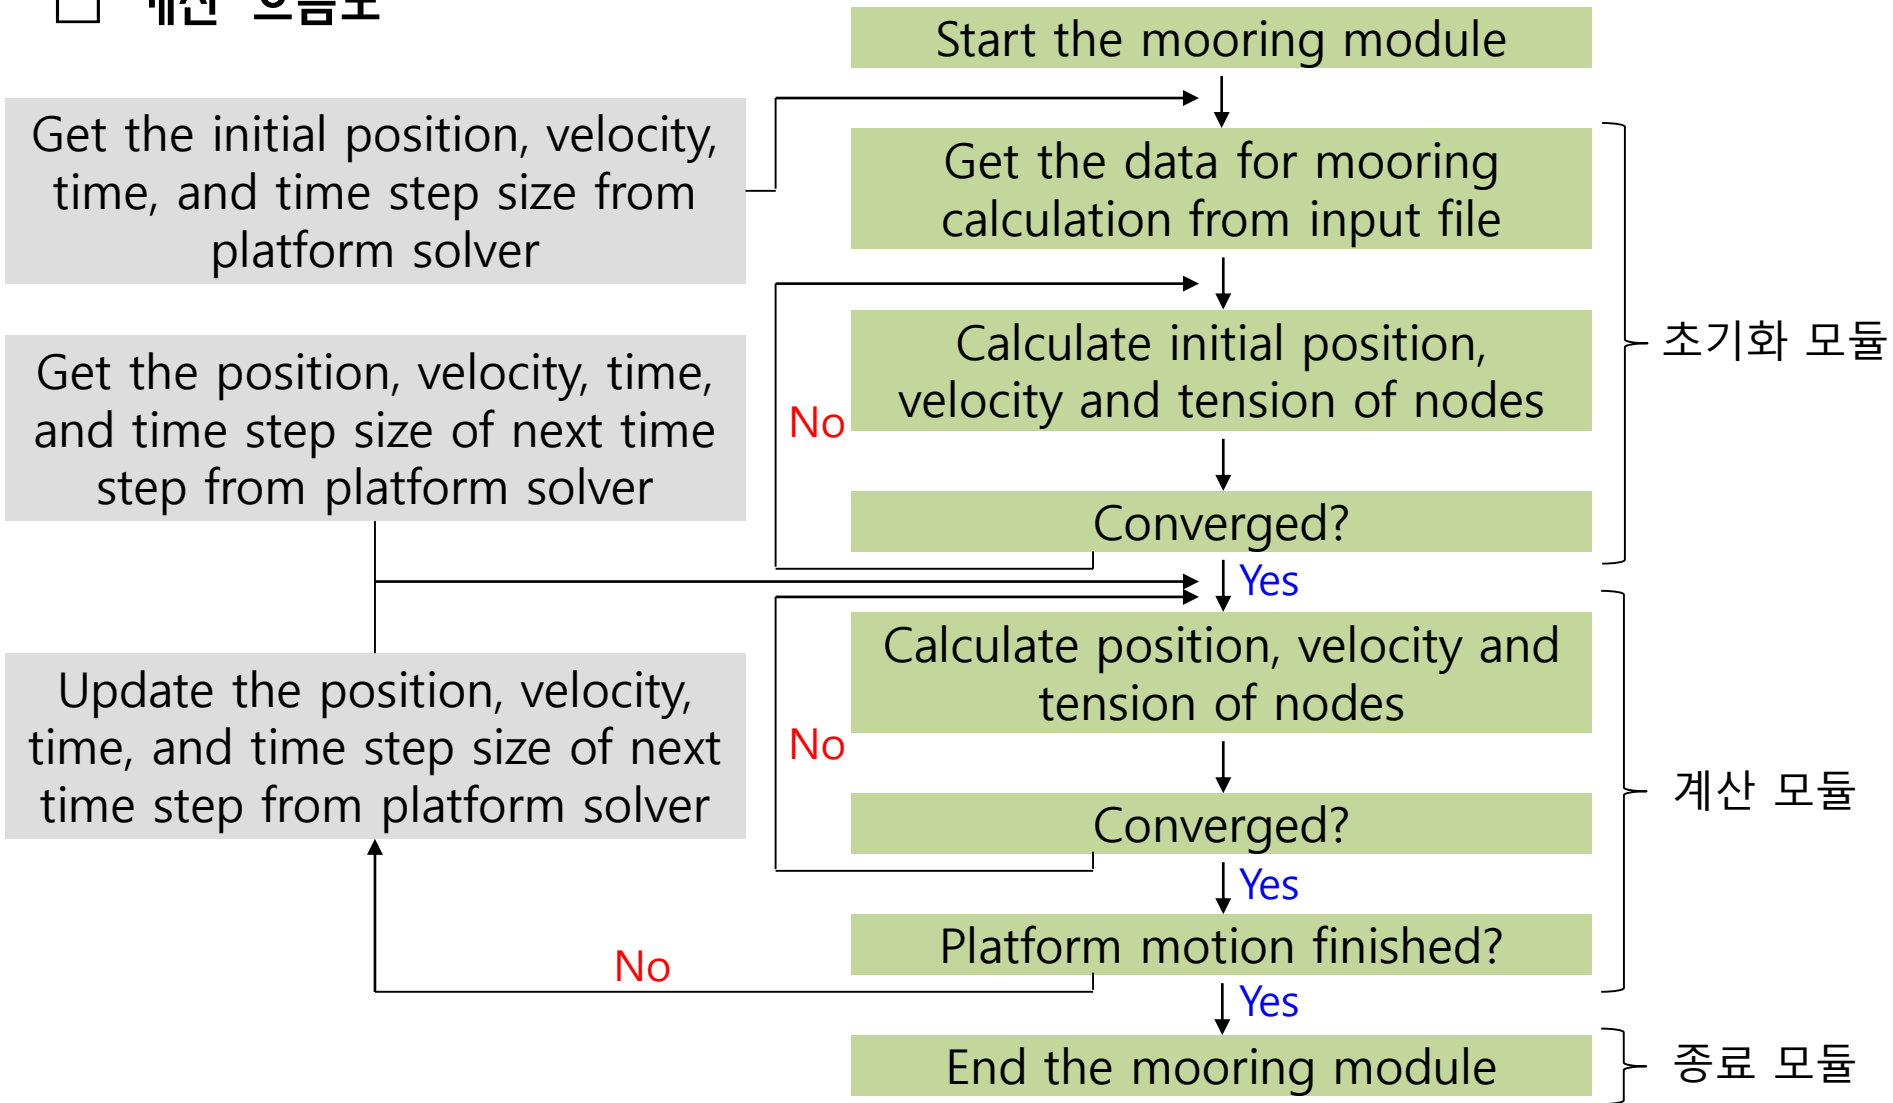 Start the mooring module
Get the initial position, velocity,
time, and time step size from
platform solver
Get the data for mooring
calculation from input file
Calculate initial position,
velocity and tension of nodes
초기화 모듈
Get the position, velocity, time,
and time step size of next time
step from platform solver
No
Converged?
Yes
Calculate position, velocity and
tension of nodes
Update the position, velocity,
time, and time step size of next
time step from platform solver
No
계산 모듈
Converged?
Yes
Platform motion finished?
No
Yes
End the mooring module
종료 모듈